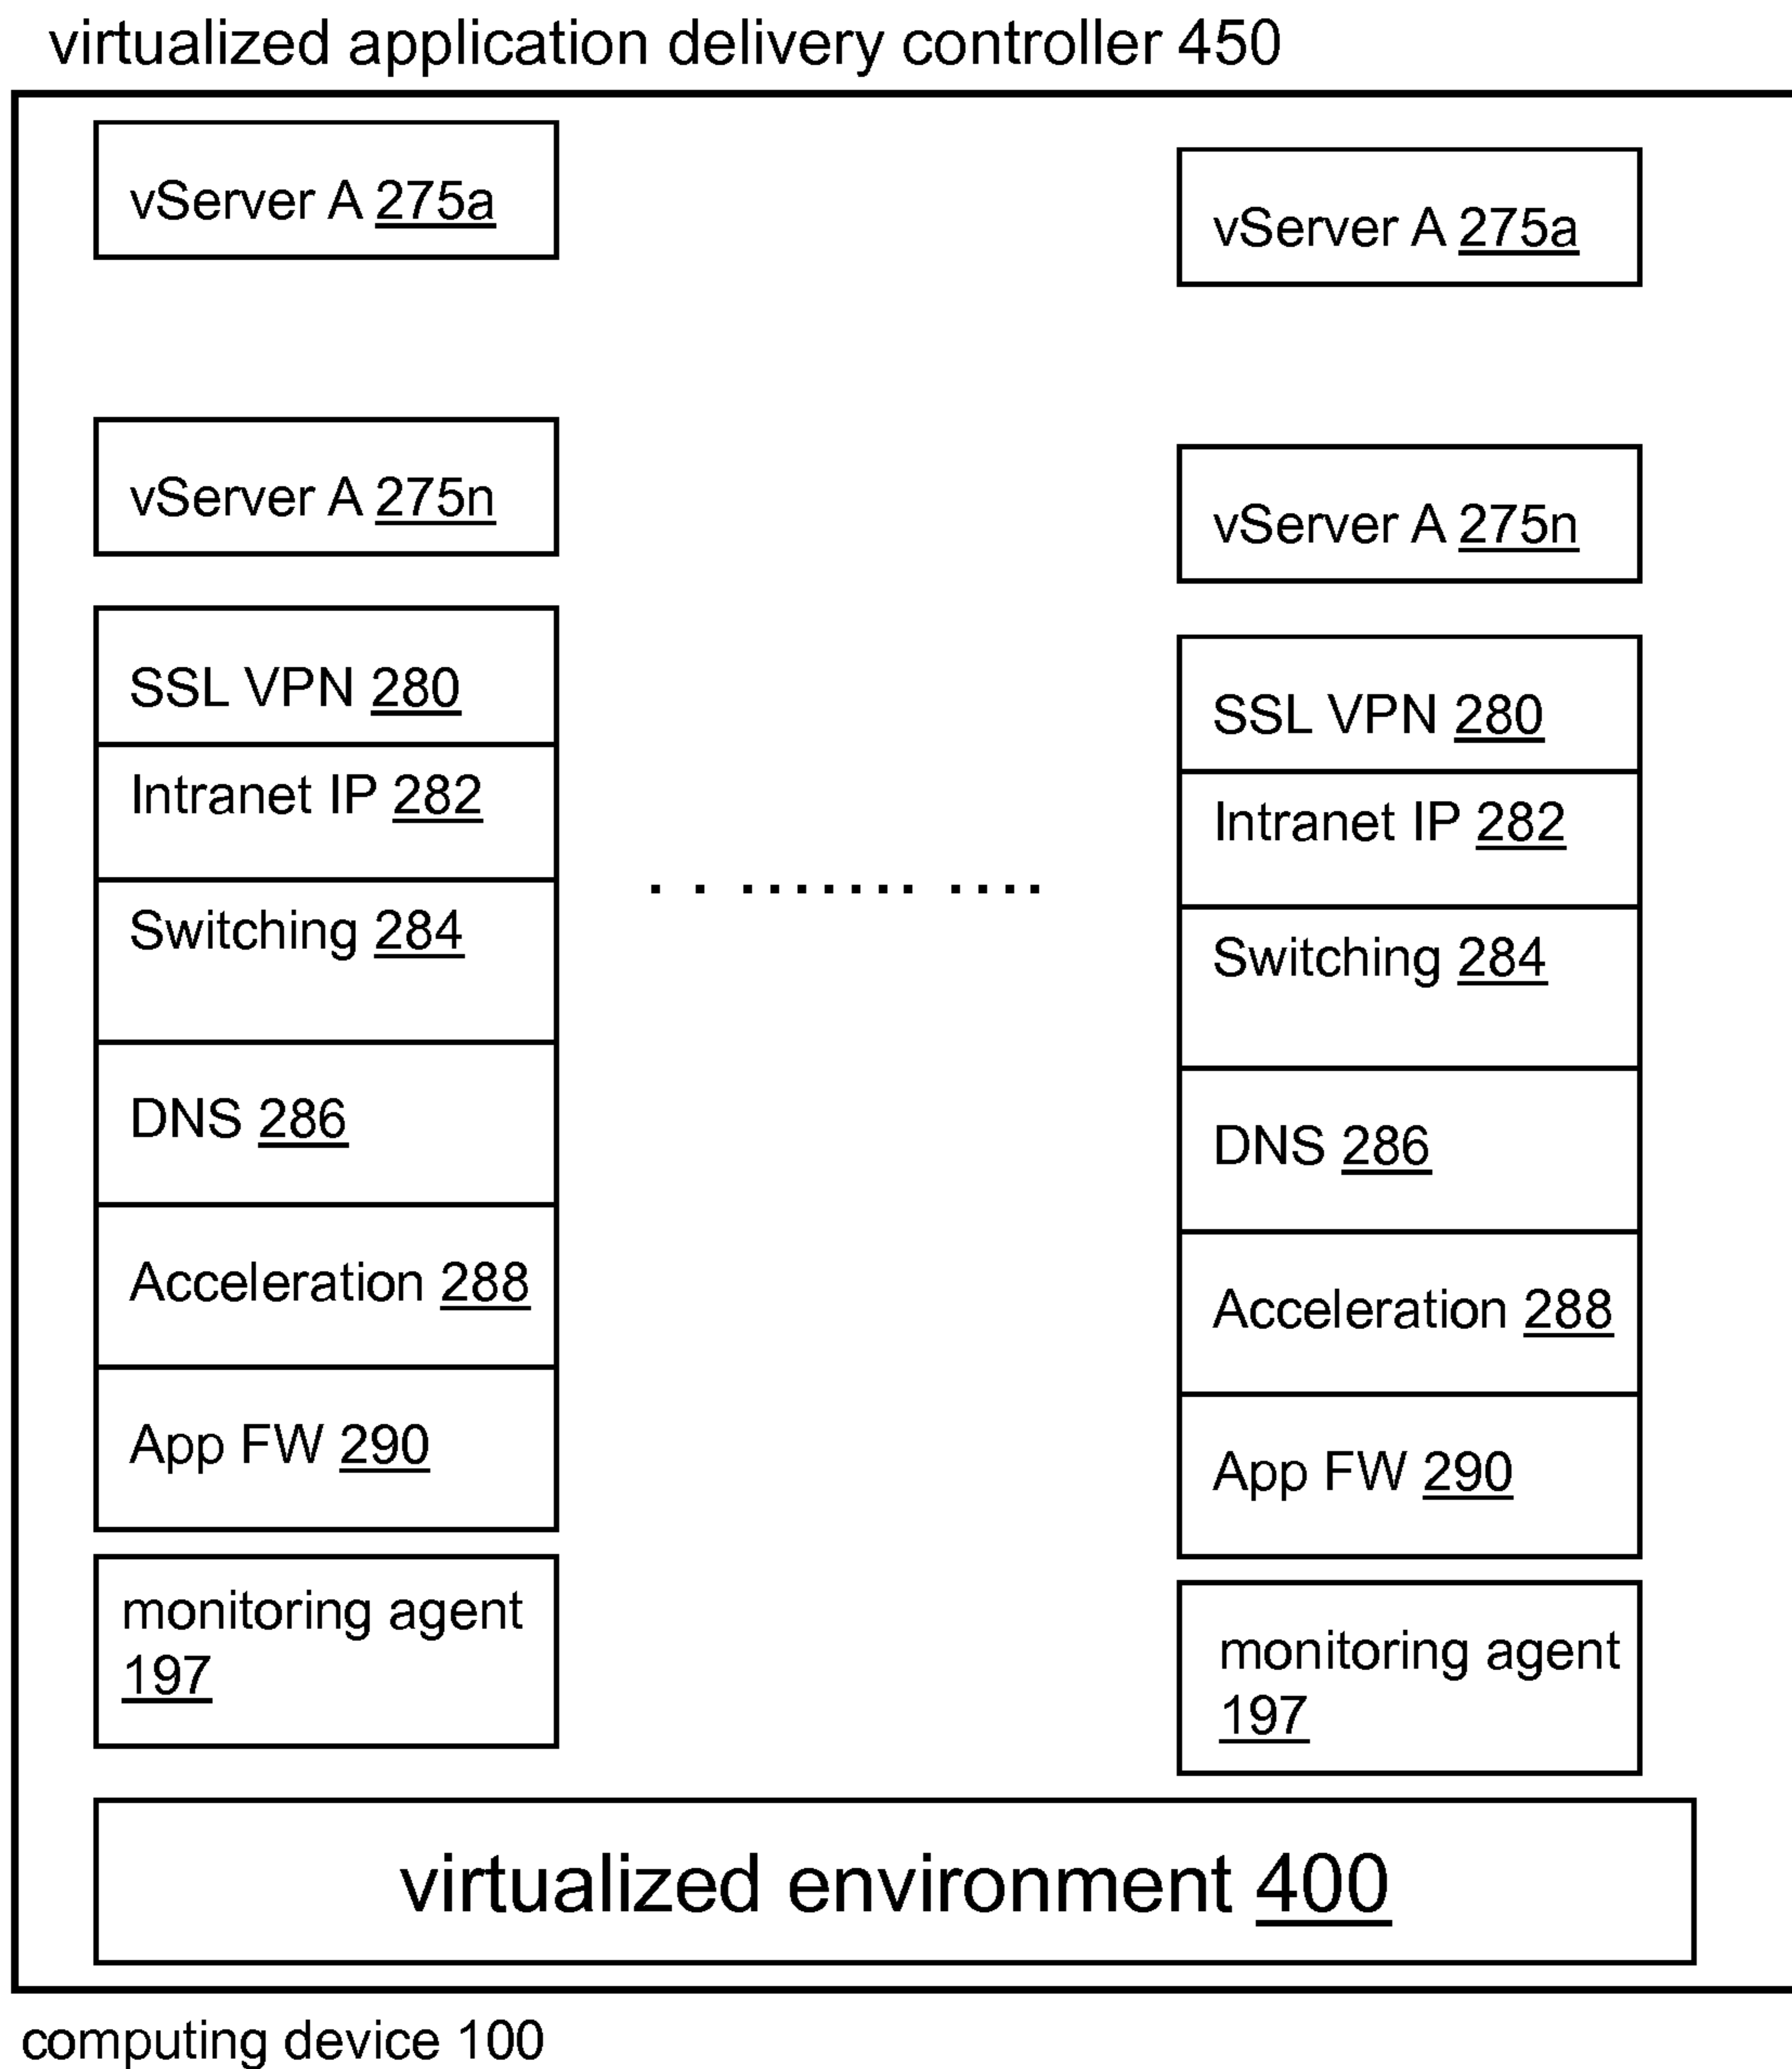 virtualized application delivery controller 450
vServer A 275a
vServer A 275n
SSL VPN 280
Intranet IP 282
Switching 284
DNS 286
Acceleration 288
App FW 290
monitoring agent
197
vServer A 275a
vServer A 275n
SSL VPN 280
Intranet IP 282
Switching 284
DNS 286
Acceleration 288
App FW 290
monitoring agent
197
virtualized environment 400
computing device 100